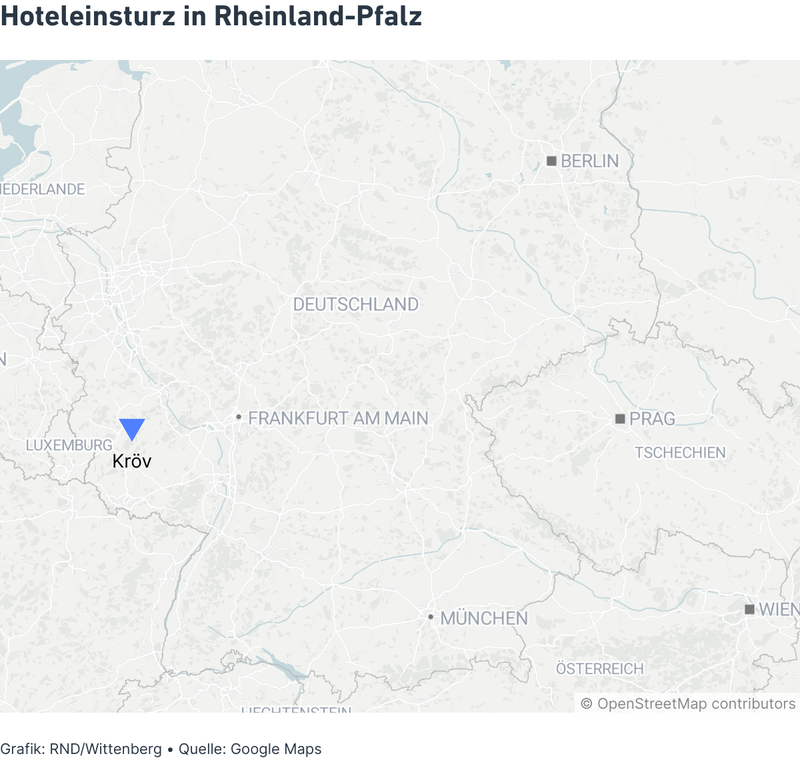 Hoteleinsturz in Rheinland-Pfalz
BERLIN
IEDERLANDE
DEUTSCHLAND
N
FRANKFURT AM MAIN
PRAG
LUXEMBURG
TSCHECHIEN
Kröv
WIEN
MÜNCHEN
ÖSTERREICH
LIECHTENSTEIN
© OpenStreetMap contributors
Grafik: RND/Wittenberg • Quelle: Google Maps